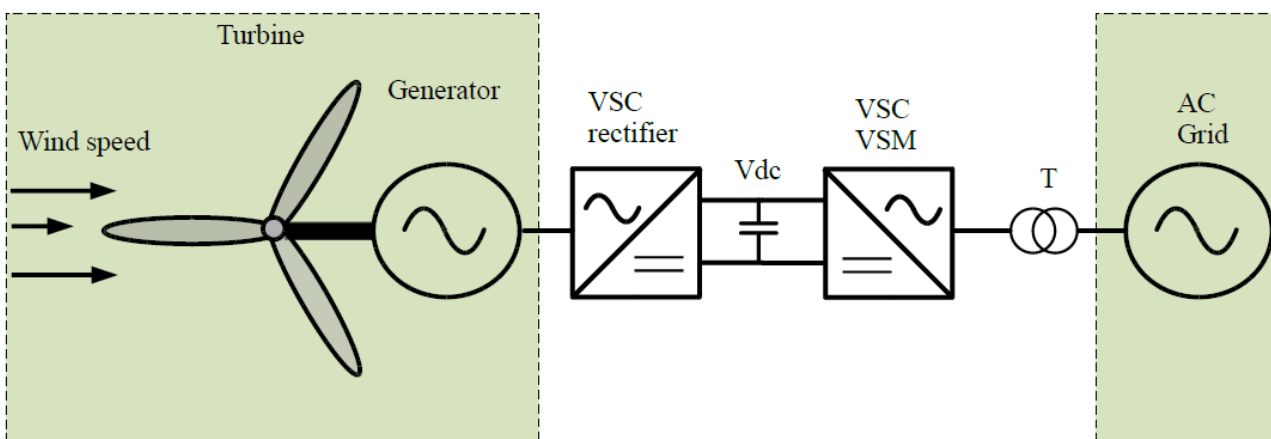 Turbine
Generator
Wind speed
VSC
rectifier
Vdc
VSC
VSM
T
AC
Grid